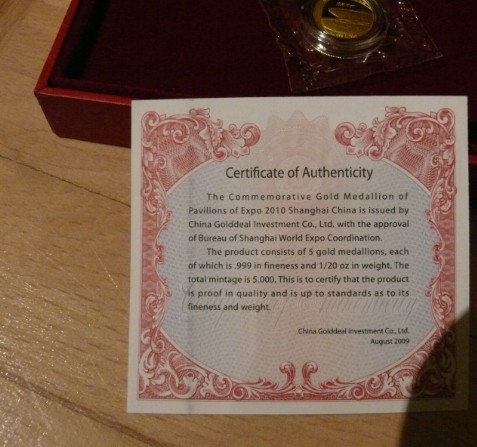 Certificate of Authenticity
The Commemorative Gold Medallion of
Pavilions of Expo 2010 Shanghai China is issued by
China Golddeal Investment Co., Ltd, with the approval
of Bureau of Shanghai World Expo Coordination.
The product consists of 5 gold medallions, each
of which is .999 in fineness and 1/20 oz in weight. The
total mintage is 5,000. This is to certify that the product
is proof in quality and is up to standards as to its
fineness and weight.
China Golddeal Investment Co., Ltd.
August 2009